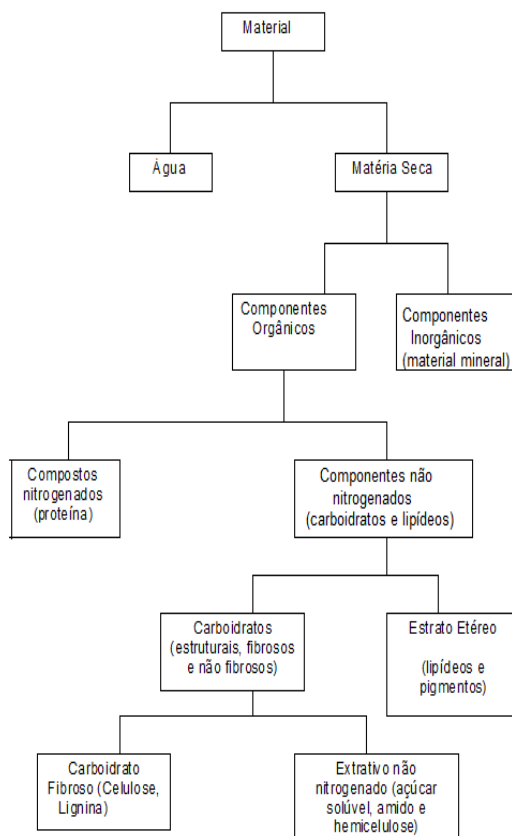 Material
Água
Matéria Seca
Componentes
Orgânicos
Componentes
Inorgânicos
(material mineral)
Compostos
nitrogenados
(proteína)
Componentes não
nitrogenados
(carboidratos e lipídeos)
Carboidratos
(estruturais, fibrosos
e não fibrosos)
Estrato Etéreo
(lipídeos e
pigmentos)
Carboidrato
Fibroso (Celulose,
Lignina)
Extrativo não
nitrogenado (açúcar
solúvel, amido e
hemicelulose)